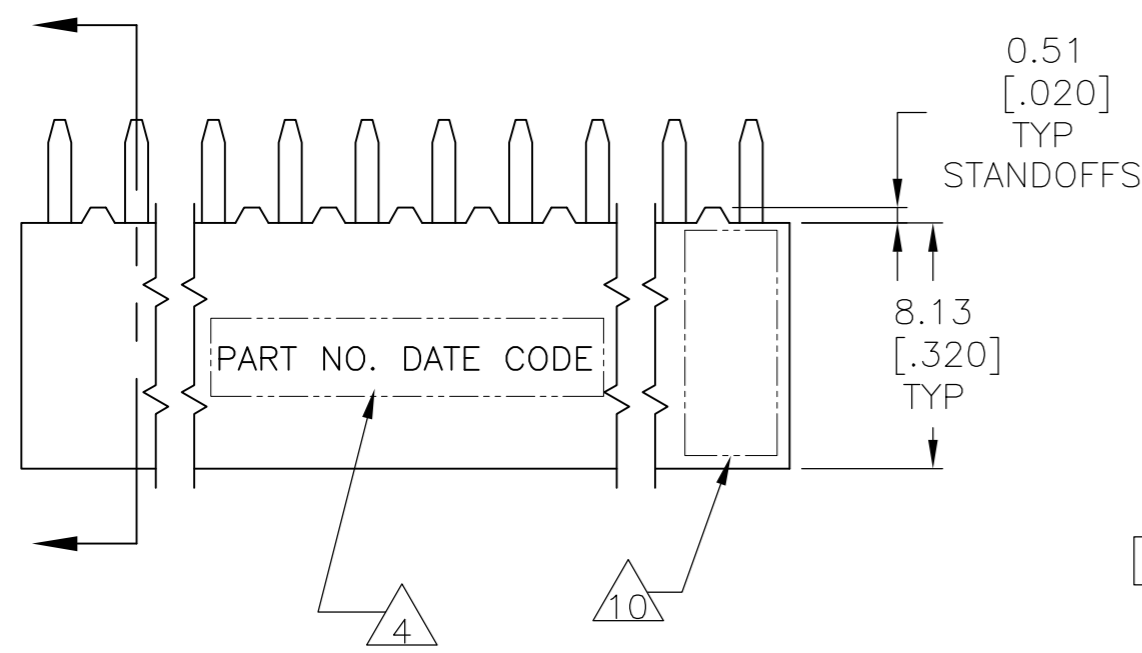 0.51
[.020]
TYP
STANDOFFS
8.13
[.320]
TYP
PART NO. DATE CODE
4
10
[